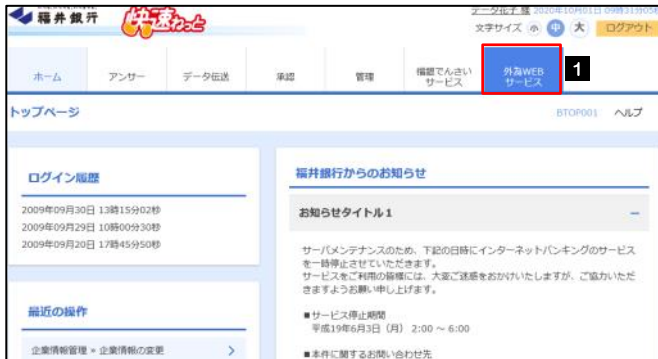 福井銀行 快速ねっと
データ花子 様 2020年10月01日 09時31分05秒
文字サイズ 小 中 大 ログアウト
ホーム アンサー データ伝送 承認 管理 福銀でんさいサービス 外為WEBサービス 1
トップページ BTOP001 ヘルプ
ログイン履歴
2009年09月30日 13時15分02秒
2009年09月29日 10時00分30秒
2009年09月20日 17時45分50秒
最近の操作
企業情報管理 » 企業情報の変更
福井銀行からのお知らせ
お知らせタイトル1
サーバメンテナンスのため、下記の日時にインターネットバンキングのサービス
を一時停止させていただきます。
サービスをご利用の皆様には、大変ご迷惑をおかけいたしますが、ご協力いただ
きますようお願い申し上げます。
■サービス停止期間
平成19年6月3日（月） 2:00 ～ 6:00
■本件に関するお問い合わせ先